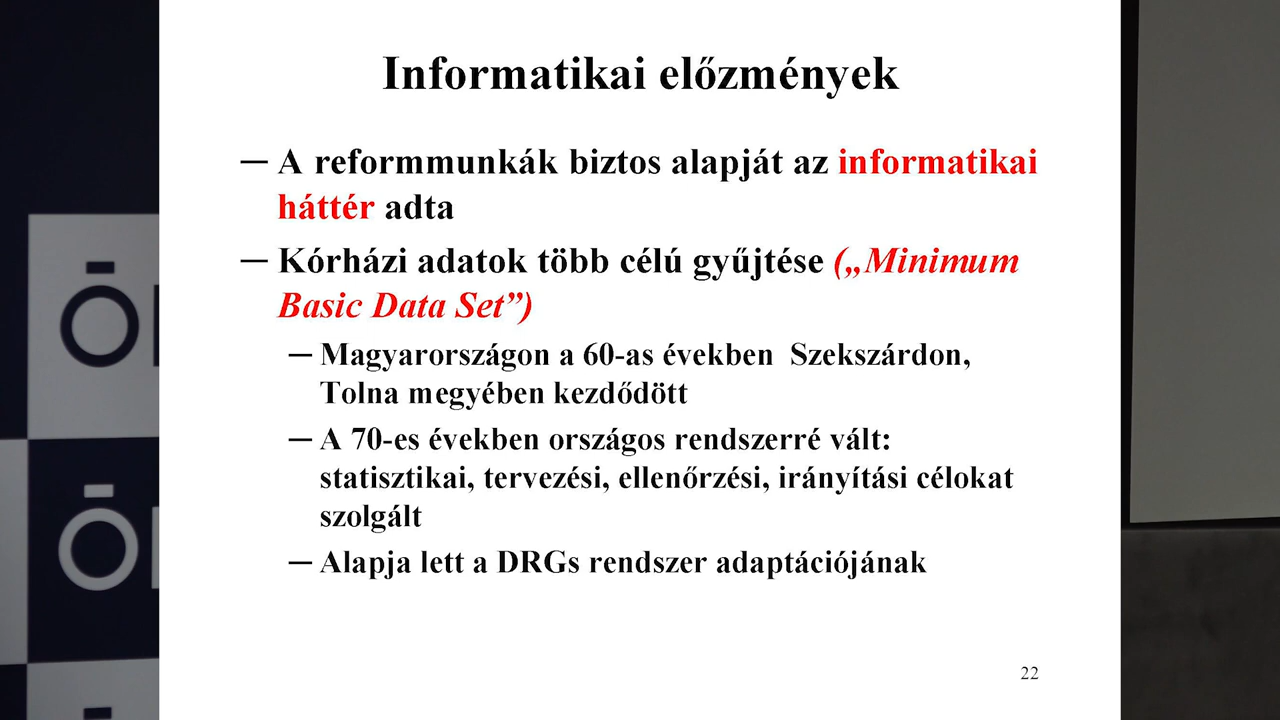 Informatikai előzmények
— A reformmunkák biztos alapját az informatikai
háttér adta
— Kórházi adatok több célú gyűjtése („Minimum
Basic Data Set”)
— Magyarországon a 60-as években Szekszárdon,
Tolna megyében kezdődött
— A 70-es években országos rendszerré vált:
statisztikai, tervezési, ellenőrzési, irányítási célokat
szolgált
— Alapja lett a DRGs rendszer adaptációjának
22